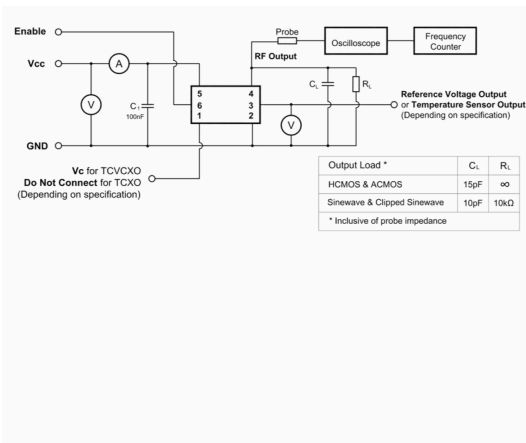 Enable
Probe
Oscilloscope
Frequency
Counter
RF Output
Vcc
A
V
C1
100nF
5
6
1
4
3
2
CL
RL
V
Reference Voltage Output
or Temperature Sensor Output
(Depending on specification)
GND
Vc for TCVCXO
Do Not Connect for TCXO
(Depending on specification)
Output Load * CL RL
HCMOS & ACMOS 15pF ∞
Sinewave & Clipped Sinewave 10pF 10kΩ
* Inclusive of probe impedance